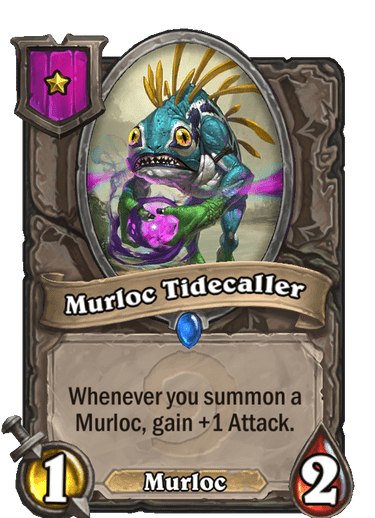 Murloc Tidecaller
Whenever you summon a
Murloc, gain +1 Attack.
1
Murloc
2